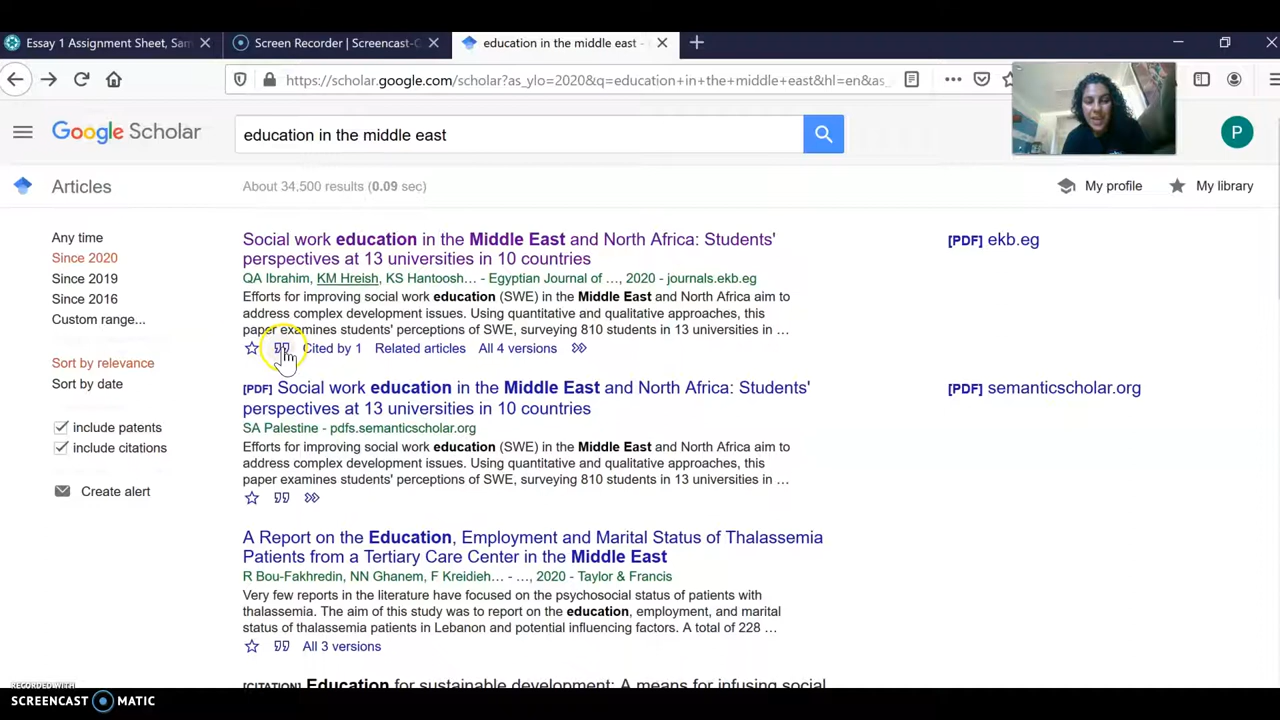 Essay 1 Assignment Sheet, Sam
Screen Recorder | Screencast-O
education in the middle east -
https://scholar.google.com/scholar?as_ylo=2020&q=education+in+the+middle+east&hl=en&as_
Google Scholar
education in the middle east
P
Articles
About 34,500 results (0.09 sec)
My profile
My library
Any time
Since 2020
Since 2019
Since 2016
Custom range...
Sort by relevance
Sort by date
include patents
include citations
Create alert
Social work education in the Middle East and North Africa: Students'
perspectives at 13 universities in 10 countries
QA Ibrahim, KM Hreish, KS Hantoosh… - Egyptian Journal of …, 2020 - journals.ekb.eg
Efforts for improving social work education (SWE) in the Middle East and North Africa aim to
address complex development issues. Using quantitative and qualitative approaches, this
paper examines students' perceptions of SWE, surveying 810 students in 13 universities in …
Cited by 1 Related articles All 4 versions
[PDF] ekb.eg
[PDF] Social work education in the Middle East and North Africa: Students'
perspectives at 13 universities in 10 countries
SA Palestine - pdfs.semanticscholar.org
Efforts for improving social work education (SWE) in the Middle East and North Africa aim to
address complex development issues. Using quantitative and qualitative approaches, this
paper examines students' perceptions of SWE, surveying 810 students in 13 universities in …
[PDF] semanticscholar.org
A Report on the Education, Employment and Marital Status of Thalassemia
Patients from a Tertiary Care Center in the Middle East
R Bou-Fakhredin, NN Ghanem, F Kreidieh… - …, 2020 - Taylor & Francis
Very few reports in the literature have focused on the psychosocial status of patients with
thalassemia. The aim of this study was to report on the education, employment, and marital
status of thalassemia patients in Lebanon and potential influencing factors. A total of 228 …
All 3 versions
[CITATION] Education for sustainable development: A means for infusing social
RECORDED WITH
SCREENCAST MATIC